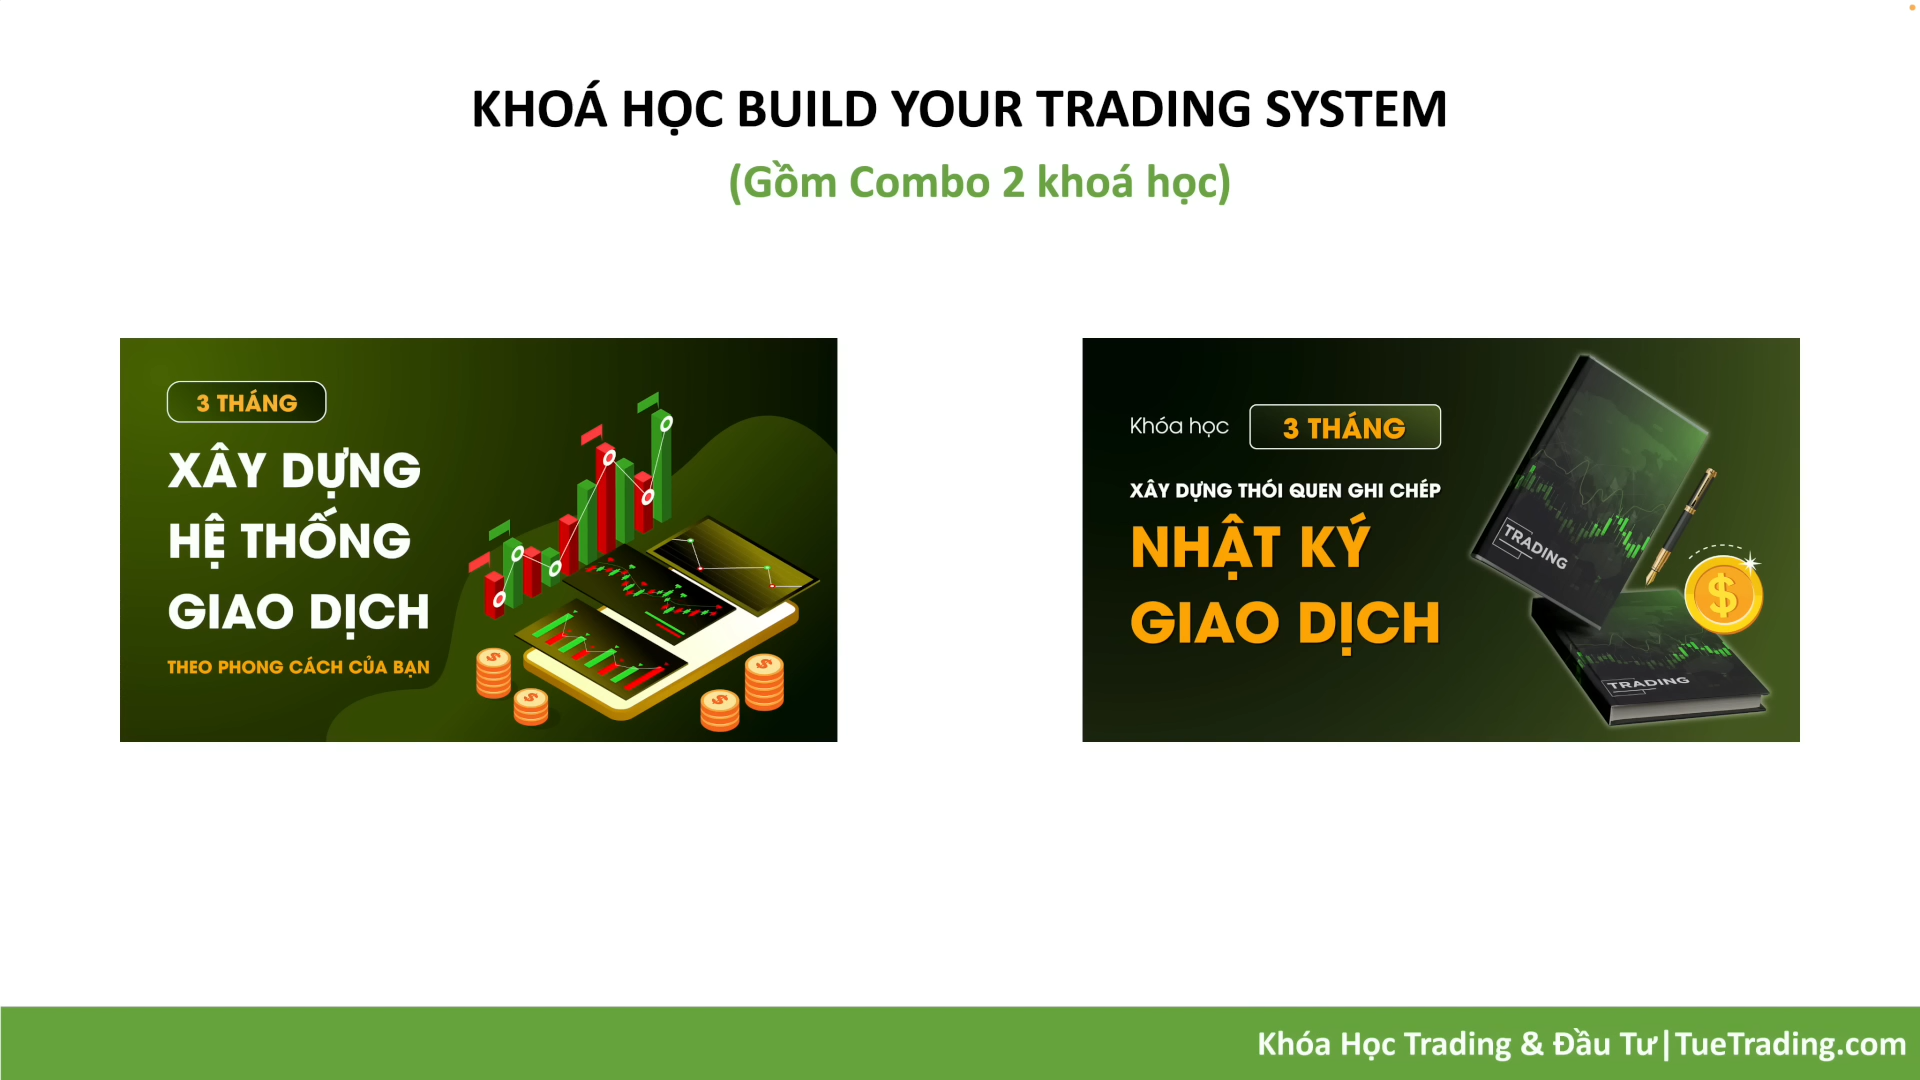 KHOÁ HỌC BUILD YOUR TRADING SYSTEM
(Gồm Combo 2 khoá học)
3 THÁNG
XÂY DỰNG
HỆ THỐNG
GIAO DỊCH
THEO PHONG CÁCH CỦA BẠN
Khóa học 3 THÁNG
XÂY DỰNG THÓI QUEN GHI CHÉP
NHẬT KÝ
GIAO DỊCH
TRADING
TRADING
Khóa Học Trading & Đầu Tư|TueTrading.com